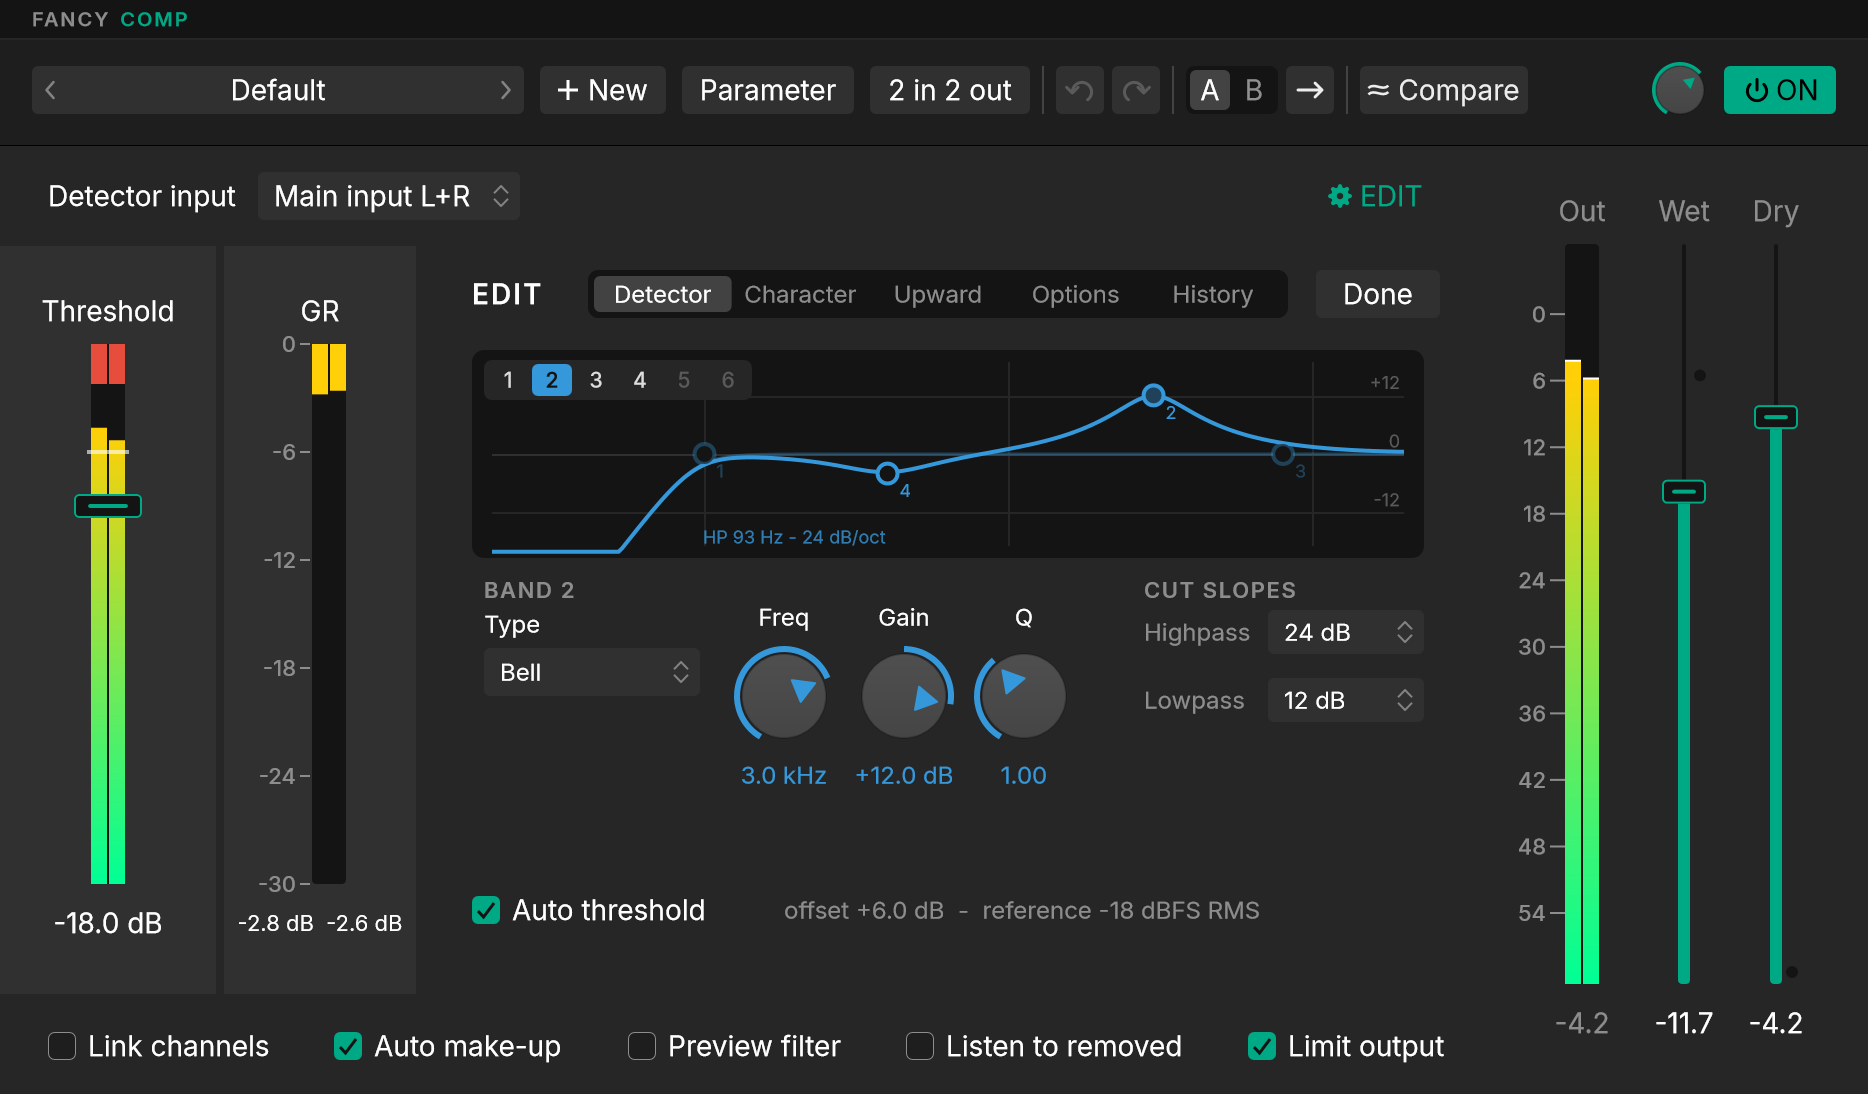 FANCY COMP
Default
+ New
Parameter
2 in 2 out
A B
≈ Compare
ON
Detector input
Main input L+R
EDIT
Out Wet Dry
Threshold
GR
EDIT
Detector Character Upward Options History
Done
1 2 3 4 5 6
+12
0
-12
1
2
3
4
HP 93 Hz - 24 dB/oct
0
-6
-12
-18
-24
-30
-18.0 dB
-2.8 dB -2.6 dB
BAND 2
Type
Bell
Freq Gain Q
3.0 kHz +12.0 dB 1.00
CUT SLOPES
Highpass 24 dB
Lowpass 12 dB
Auto threshold
offset +6.0 dB - reference -18 dBFS RMS
0
6
12
18
24
30
36
42
48
54
-4.2 -11.7 -4.2
Link channels
Auto make-up
Preview filter
Listen to removed
Limit output